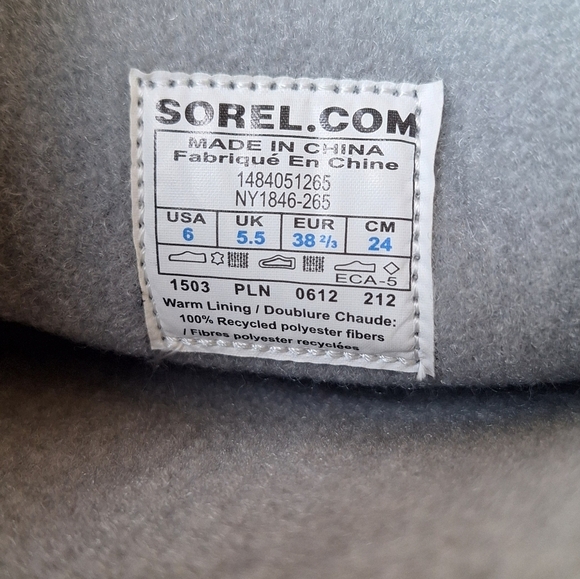 SOREL.COM
MADE IN CHINA
Fabriqué En Chine
1484051265
NY1846-265
USA UK EUR CM
6 5.5 38 2/3 24
ECA-5
1503 PLN 0612 212
Warm Lining / Doublure Chaude:
100% Recycled polyester fibers
/ Fibres polyester recyclées